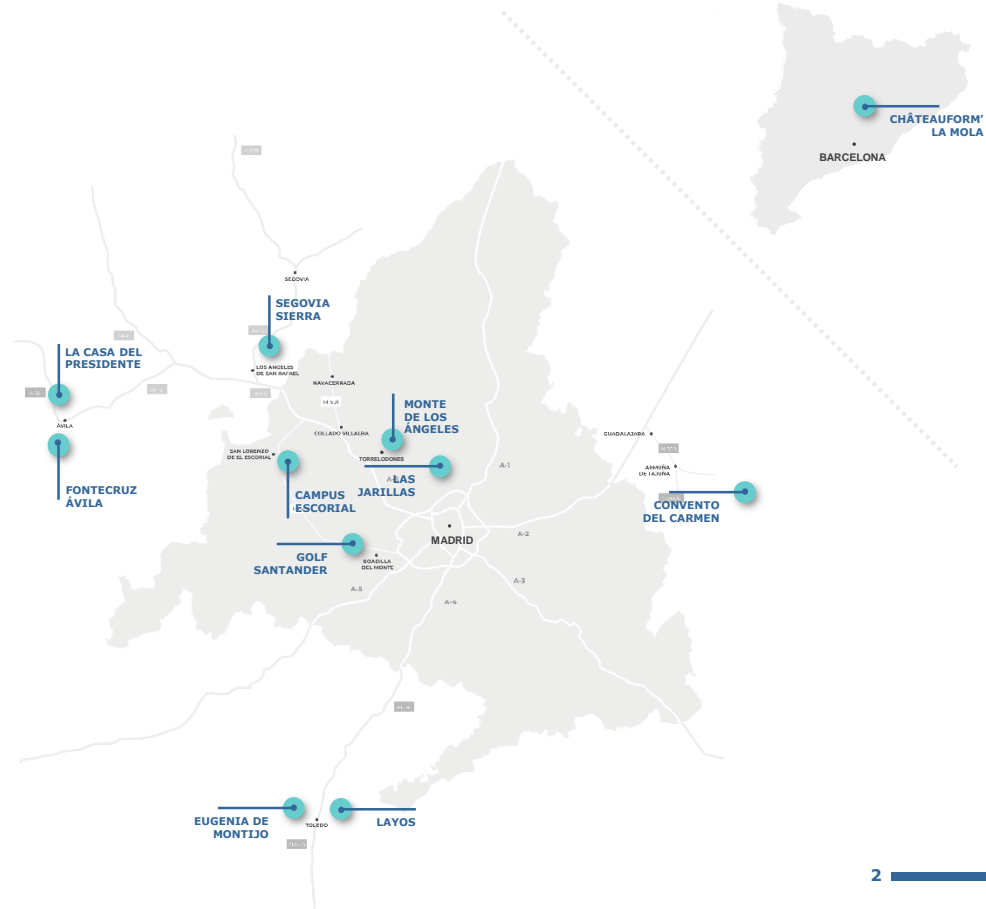 CHÂTEAUFORM'
LA MOLA
BARCELONA
SEGOVIA
SEGOVIA
SIERRA
LA CASA DEL
PRESIDENTE
LOS ÁNGELES
DE SAN RAFAEL
NAVACERRADA
MONTE
DE LOS
ÁNGELES
ÁVILA
COLLADO VILLALBA
GUADALAJARA
SAN LORENZO
DE EL ESCORIAL
TORRELODONES
A-1
ARMUÑA
DE TAJUÑA
LAS
JARILLAS
FONTECRUZ
ÁVILA
CAMPUS
ESCORIAL
CONVENTO
DEL CARMEN
MADRID
A-2
GOLF
SANTANDER
BOADILLA
DEL MONTE
A-3
A-5
A-4
EUGENIA DE
MONTIJO
TOLEDO
LAYOS
2